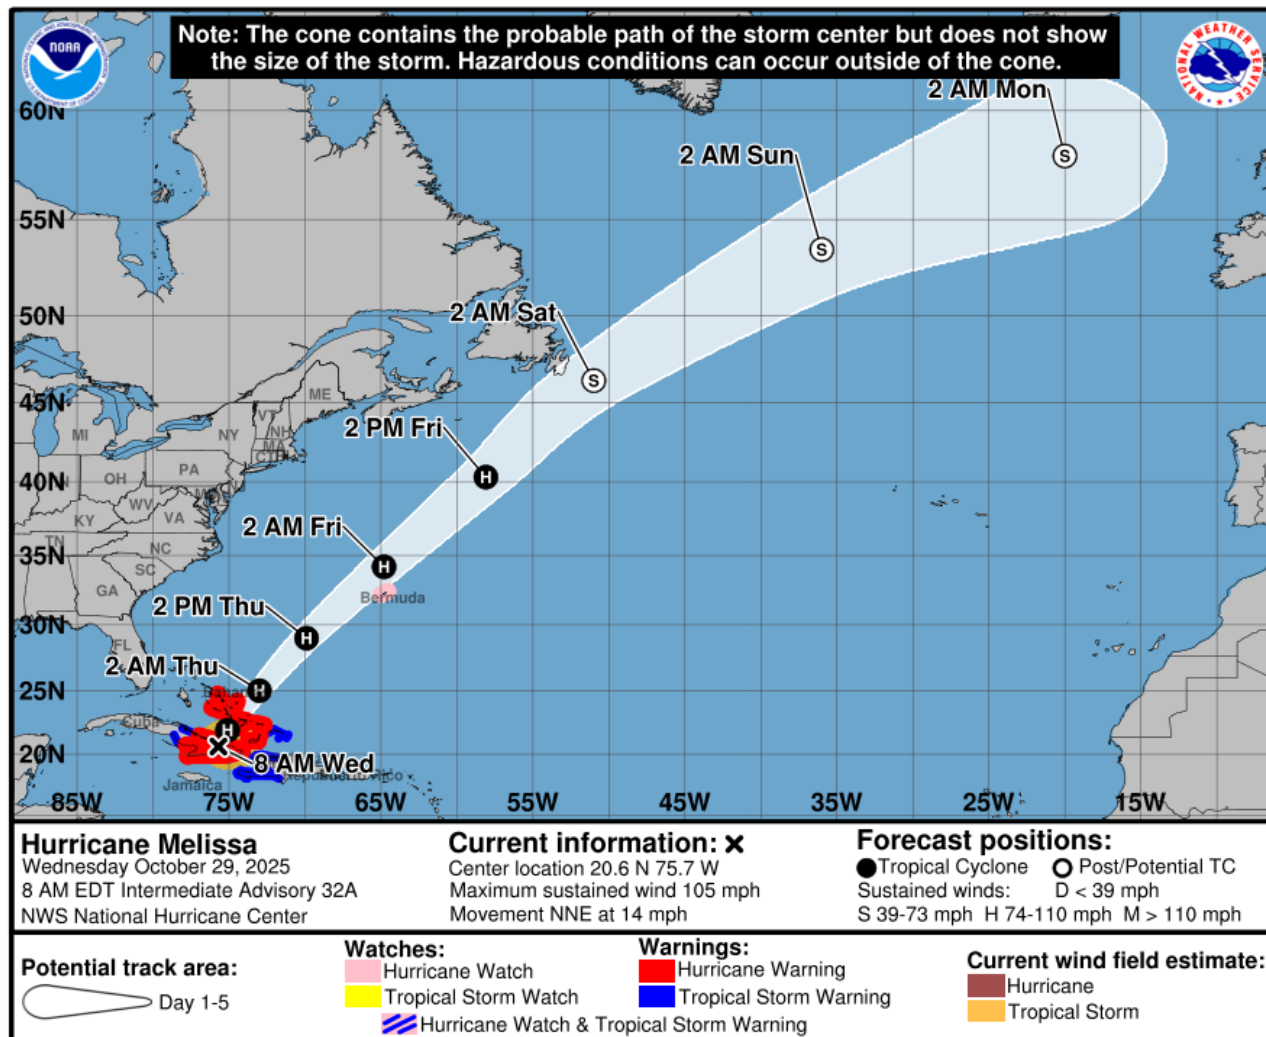 Note: The cone contains the probable path of the storm center but does not show
the size of the storm. Hazardous conditions can occur outside of the cone.
NOAA
NATIONAL WEATHER SERVICE
2 AM Mon
60N
2 AM Sun
55N
50N
2 AM Sat
45N
ME
VT
NH
MA
CT
MI
NY
2 PM Fri
40N
PA
OH
WV
VA
KY
2 AM Fri
35N
TN
NC
SC
GA
Bermuda
2 PM Thu
30N
FL
2 AM Thu
25N
Cuba
20N
8 AM Wed
Jamaica
Puerto Rico
S
S
S
H
H
H
H
H
85W 75W 65W 55W 45W 35W 25W 15W
Hurricane Melissa
Wednesday October 29, 2025
8 AM EDT Intermediate Advisory 32A
NWS National Hurricane Center
Current information: ✖
Center location 20.6 N 75.7 W
Maximum sustained wind 105 mph
Movement NNE at 14 mph
Forecast positions:
Tropical Cyclone Post/Potential TC
Sustained winds: D < 39 mph
S 39-73 mph H 74-110 mph M > 110 mph
Potential track area:
Day 1-5
Watches:
Hurricane Watch
Tropical Storm Watch
Hurricane Watch & Tropical Storm Warning
Warnings:
Hurricane Warning
Tropical Storm Warning
Current wind field estimate:
Hurricane
Tropical Storm